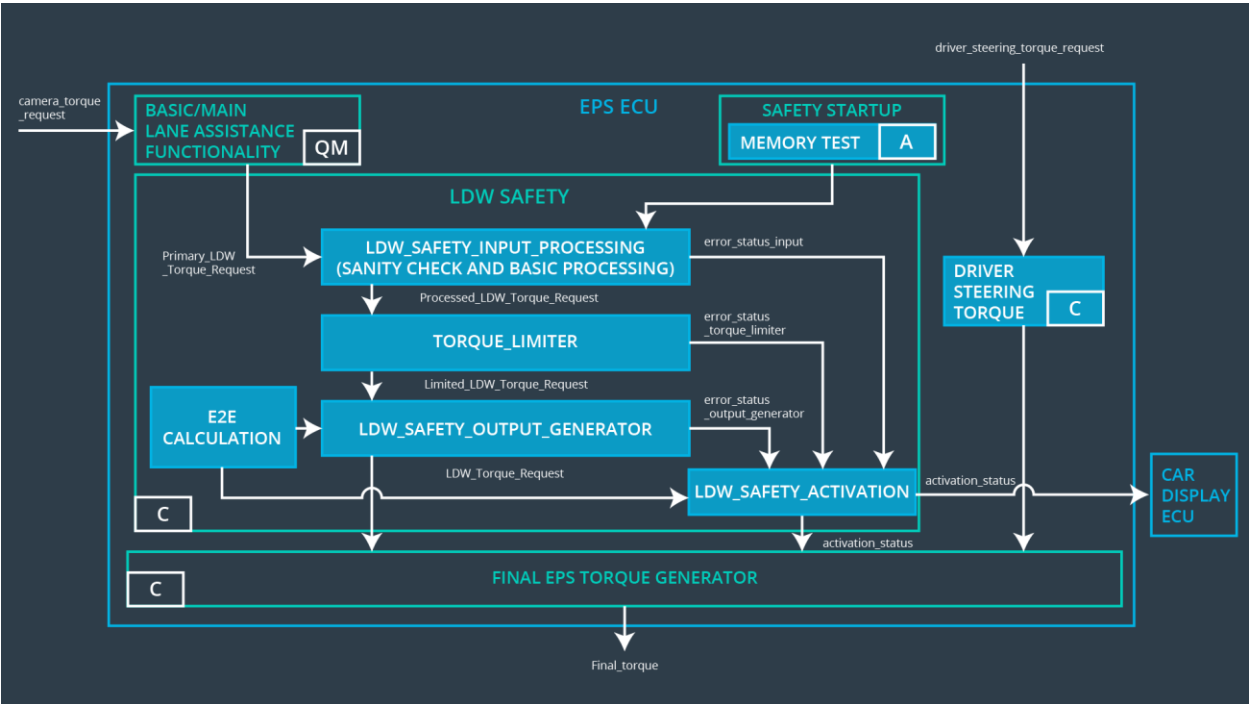 driver_steering_torque_request
camera_torque
_request
BASIC/MAIN
LANE ASSISTANCE
FUNCTIONALITY
QM
EPS ECU
SAFETY STARTUP
MEMORY TEST
A
LDW SAFETY
Primary_LDW
_Torque_Request
LDW_SAFETY_INPUT_PROCESSING
(SANITY CHECK AND BASIC PROCESSING)
error_status_input
DRIVER
STEERING
TORQUE
C
Processed_LDW_Torque_Request
TORQUE_LIMITER
error_status
_torque_limiter
Limited_LDW_Torque_Request
E2E
CALCULATION
LDW_SAFETY_OUTPUT_GENERATOR
error_status
_output_generator
LDW_Torque_Request
LDW_SAFETY_ACTIVATION
activation_status
CAR
DISPLAY
ECU
C
activation_status
FINAL EPS TORQUE GENERATOR
C
Final_torque